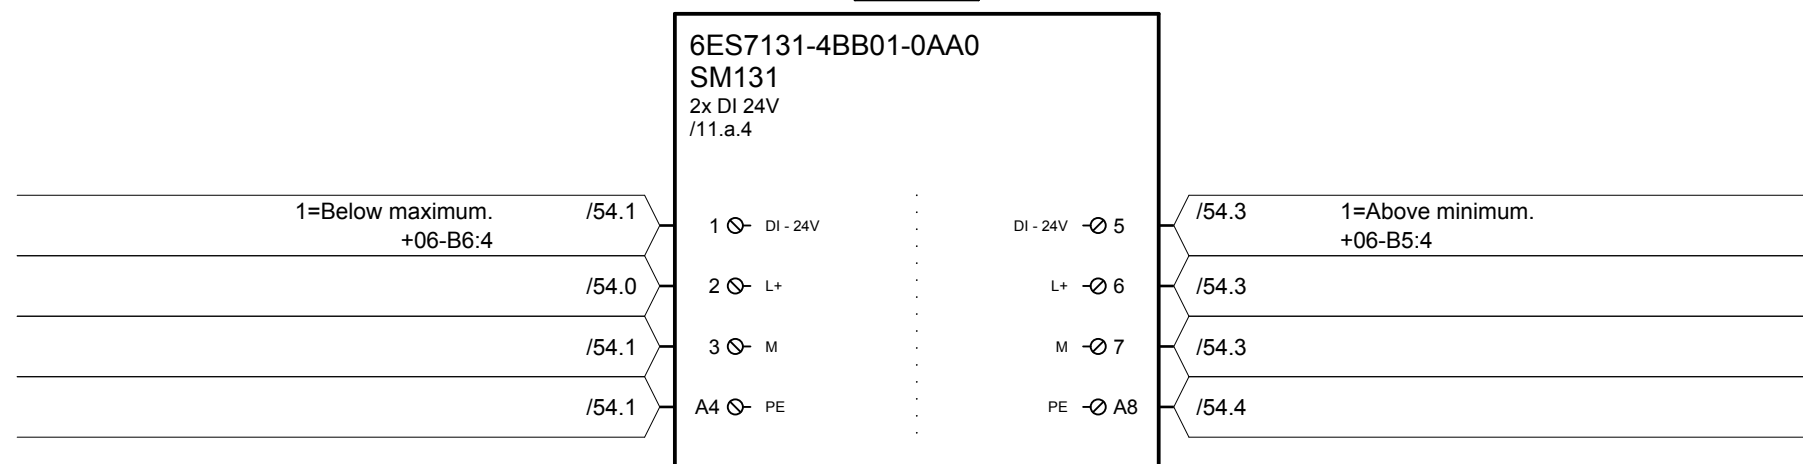 6ES7131-4BB01-0AA0
SM131
2x DI 24V
/11.a.4
1=Below maximum. /54.1 1 DI - 24V DI - 24V 5 /54.3 1=Above minimum.
+06-B6:4 +06-B5:4
/54.0 2 L+ L+ 6 /54.3
/54.1 3 M M 7 /54.3
/54.1 A4 PE PE A8 /54.4